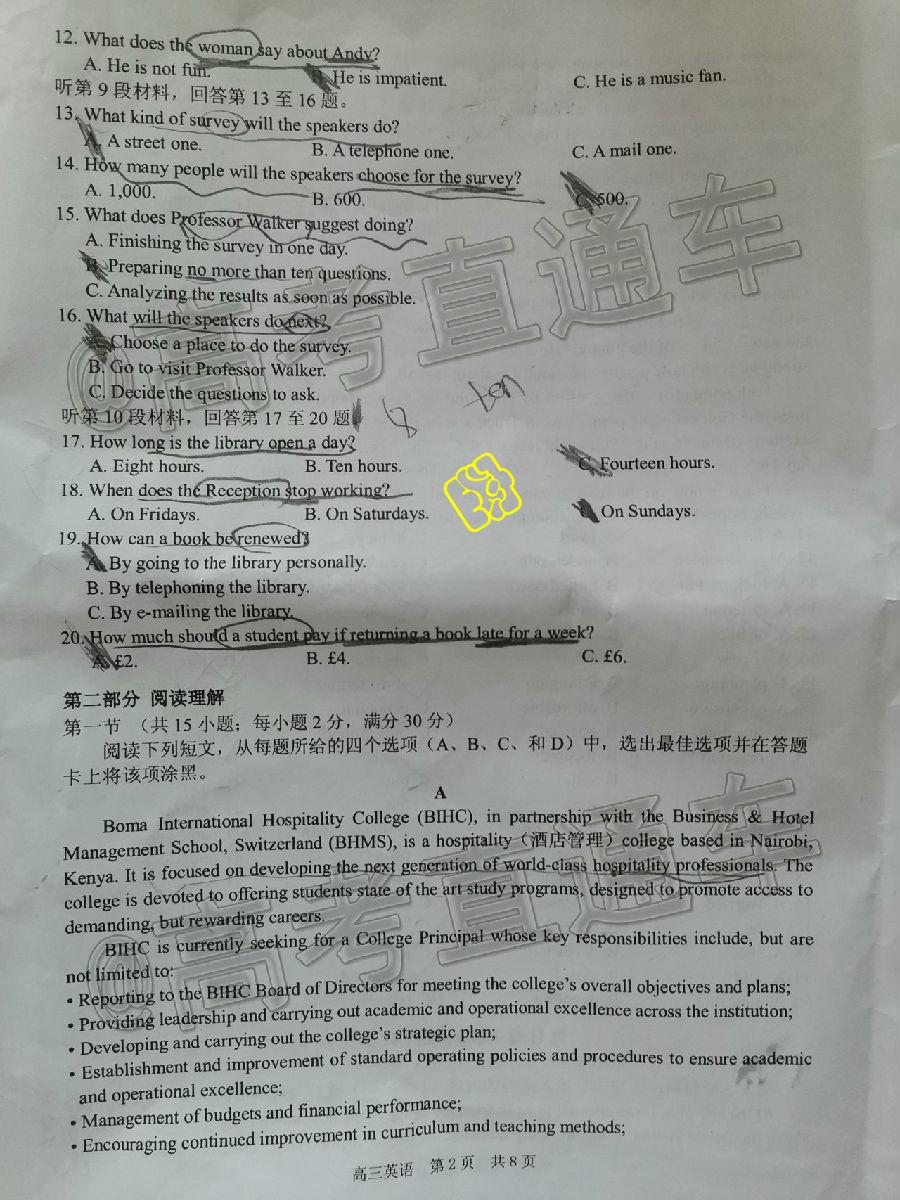 12. What does the woman say about Andy?
A. He is not fun. B. He is impatient. C. He is a music fan.
听第 9 段材料，回答第 13 至 16 题。
13. What kind of survey will the speakers do?
A. A street one. B. A telephone one. C. A mail one.
14. How many people will the speakers choose for the survey?
A. 1,000. B. 600. C. 500.
15. What does Professor Walker suggest doing?
A. Finishing the survey in one day.
B. Preparing no more than ten questions.
C. Analyzing the results as soon as possible.
16. What will the speakers do next?
A. Choose a place to do the survey.
B. Go to visit Professor Walker.
C. Decide the questions to ask.
听第 10 段材料，回答第 17 至 20 题
8 ten
17. How long is the library open a day?
A. Eight hours. B. Ten hours. C. Fourteen hours.
18. When does the Reception stop working?
A. On Fridays. B. On Saturdays. C. On Sundays.
19. How can a book be renewed?
A. By going to the library personally.
B. By telephoning the library.
C. By e-mailing the library.
20. How much should a student pay if returning a book late for a week?
A. £2. B. £4. C. £6.
第二部分 阅读理解
第一节 （共 15 小题；每小题 2 分，满分 30 分）
阅读下列短文，从每题所给的四个选项（A、B、C、和 D）中，选出最佳选项并在答题
卡上将该项涂黑。
A
Boma International Hospitality College (BIHC), in partnership with the Business & Hotel
Management School, Switzerland (BHMS), is a hospitality（酒店管理）college based in Nairobi,
Kenya. It is focused on developing the next generation of world-class hospitality professionals. The
college is devoted to offering students state of the art study programs, designed to promote access to
demanding, but rewarding careers.
BIHC is currently seeking for a College Principal whose key responsibilities include, but are
not limited to:
• Reporting to the BIHC Board of Directors for meeting the college's overall objectives and plans;
• Providing leadership and carrying out academic and operational excellence across the institution;
• Developing and carrying out the college's strategic plan;
• Establishment and improvement of standard operating policies and procedures to ensure academic
and operational excellence;
• Management of budgets and financial performance;
• Encouraging continued improvement in curriculum and teaching methods;
高三英语 第 2 页 共 8 页
@高考直通车
@高考直通车